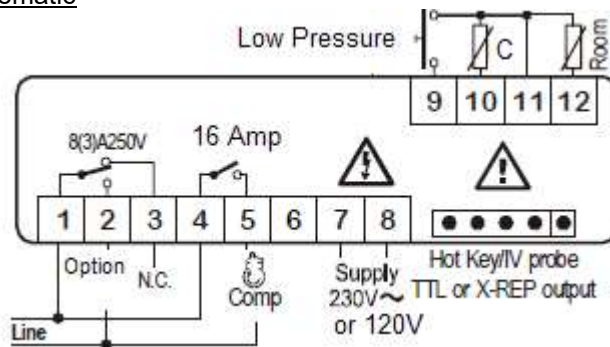 Low Pressure
C
Room
9 10 11 12
8(3)A250V
16 Amp
1 2 3 4 5 6 7 8
Option
N.C.
Comp
Supply
230V~
or 120V
Hot Key/IV probe
TTL or X-REP output
Line